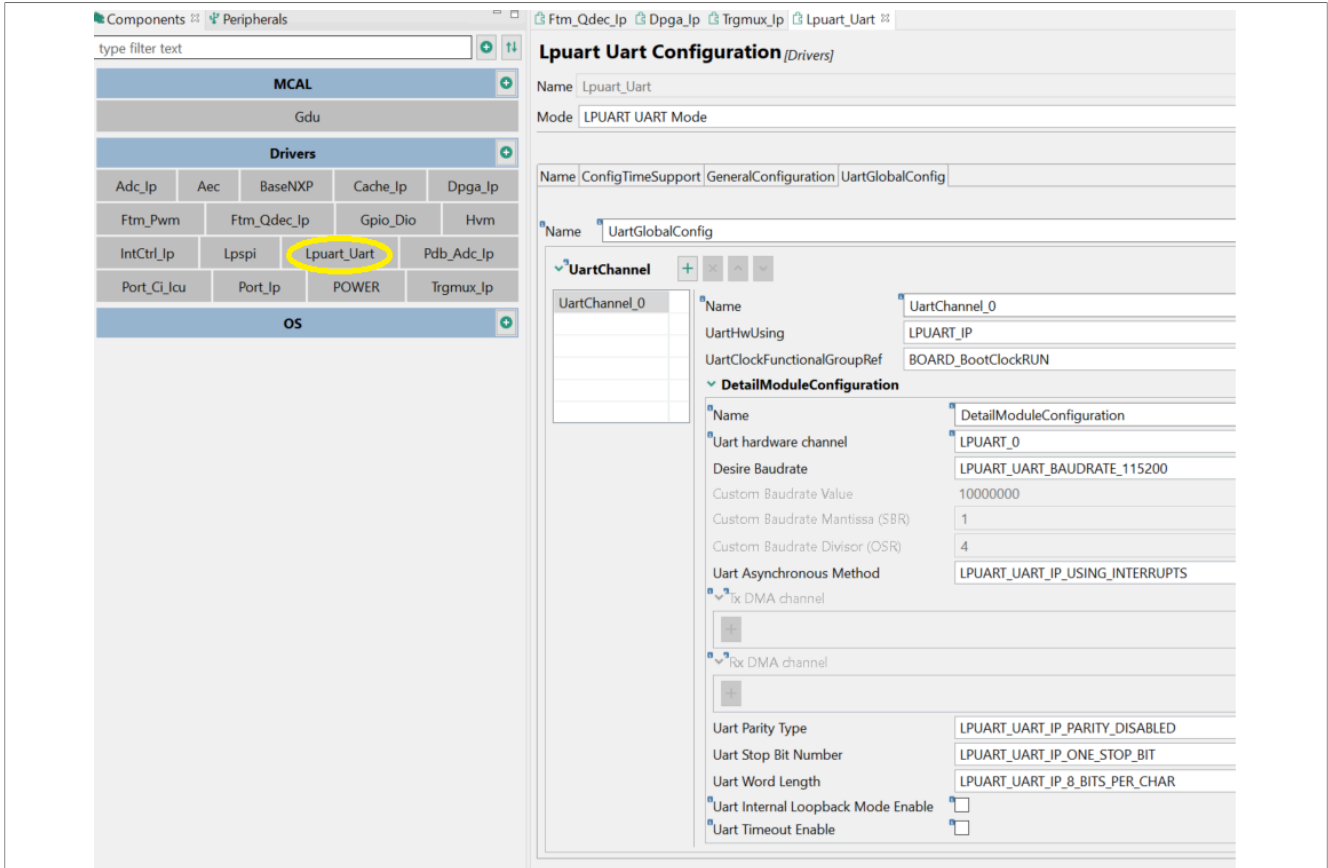 Components Peripherals
type filter text
MCAL
Gdu
Drivers
Adc_Ip Aec BaseNXP Cache_Ip Dpga_Ip
Ftm_Pwm Ftm_Qdec_Ip Gpio_Dio Hvm
IntCtrl_Ip Lpspi Lpuart_Uart Pdb_Adc_Ip
Port_Ci_Icu Port_Ip POWER Trgmux_Ip
OS
Ftm_Qdec_Ip Dpga_Ip Trgmux_Ip Lpuart_Uart
Lpuart Uart Configuration [Drivers]
Name Lpuart_Uart
Mode LPUART UART Mode
Name ConfigTimeSupport GeneralConfiguration UartGlobalConfig
Name UartGlobalConfig
UartChannel
UartChannel_0
Name UartChannel_0
UartHwUsing LPUART_IP
UartClockFunctionalGroupRef BOARD_BootClockRUN
DetailModuleConfiguration
Name DetailModuleConfiguration
Uart hardware channel LPUART_0
Desire Baudrate LPUART_UART_BAUDRATE_115200
Custom Baudrate Value 10000000
Custom Baudrate Mantissa (SBR) 1
Custom Baudrate Divisor (OSR) 4
Uart Asynchronous Method LPUART_UART_IP_USING_INTERRUPTS
Tx DMA channel
Rx DMA channel
Uart Parity Type LPUART_UART_IP_PARITY_DISABLED
Uart Stop Bit Number LPUART_UART_IP_ONE_STOP_BIT
Uart Word Length LPUART_UART_IP_8_BITS_PER_CHAR
Uart Internal Loopback Mode Enable
Uart Timeout Enable